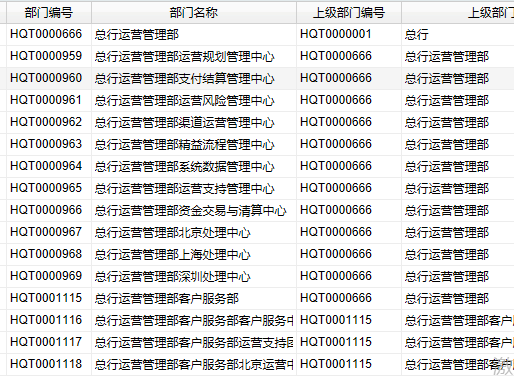 部门编号 部门名称 上级部门编号 上级部门
HQT0000666 总行运营管理部 HQT0000001 总行
HQT0000959 总行运营管理部运营规划管理中心 HQT0000666 总行运营管理部
HQT0000960 总行运营管理部支付结算管理中心 HQT0000666 总行运营管理部
HQT0000961 总行运营管理部运营风险管理中心 HQT0000666 总行运营管理部
HQT0000962 总行运营管理部渠道运营管理中心 HQT0000666 总行运营管理部
HQT0000963 总行运营管理部精益流程管理中心 HQT0000666 总行运营管理部
HQT0000964 总行运营管理部系统数据管理中心 HQT0000666 总行运营管理部
HQT0000965 总行运营管理部运营支持管理中心 HQT0000666 总行运营管理部
HQT0000966 总行运营管理部资金交易与清算中心 HQT0000666 总行运营管理部
HQT0000967 总行运营管理部北京处理中心 HQT0000666 总行运营管理部
HQT0000968 总行运营管理部上海处理中心 HQT0000666 总行运营管理部
HQT0000969 总行运营管理部深圳处理中心 HQT0000666 总行运营管理部
HQT0001115 总行运营管理部客户服务部 HQT0000666 总行运营管理部
HQT0001116 总行运营管理部客户服务部客户服务中 HQT0001115 总行运营管理部客户
HQT0001117 总行运营管理部客户服务部运营支持团 HQT0001115 总行运营管理部客户
HQT0001118 总行运营管理部客户服务部北京运营中 HQT0001115 总行运营管理部客户